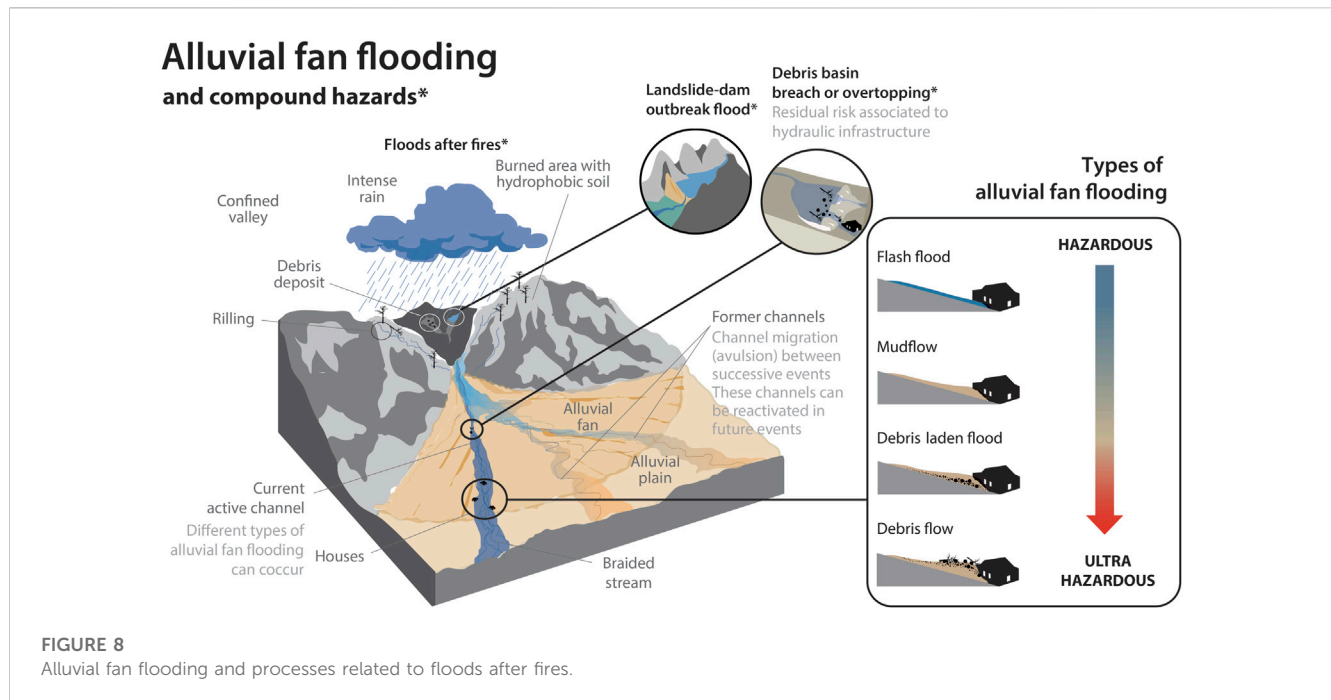 Alluvial fan flooding
and compound hazards*
Floods after fires*
Confined
valley
Intense
rain
Burned area with
hydrophobic soil
Debris
deposit
Rilling
Landslide-dam
outbreak flood*
Debris basin
breach or overtopping*
Residual risk associated to
hydraulic infrastructure
Former channels
Channel migration
(avulsion) between
successive events
These channels can
be reactivated in
future events
Alluvial
fan
Alluvial
plain
Current
active channel
Different types of
alluvial fan flooding
can coccur
Houses
Braided
stream
Types of
alluvial fan flooding
HAZARDOUS
Flash flood
Mudflow
Debris laden flood
Debris flow
ULTRA
HAZARDOUS
FIGURE 8
Alluvial fan flooding and processes related to floods after fires.